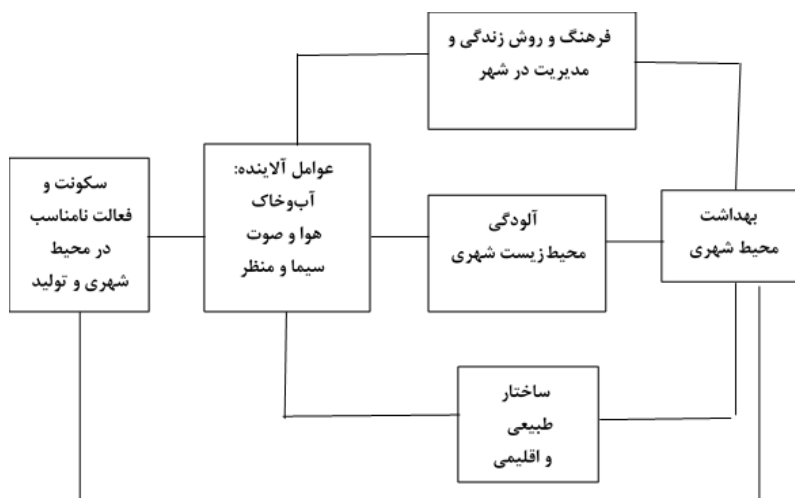 فرهنگ و روش زندگی و
مدیریت در شهر
بهداشت
محیط شهری
آلودگی
محیط‌زیست شهری
عوامل آلاینده:
آب‌وخاک
هوا و صوت
سیما و منظر
سکونت و
فعالت نامناسب
در محیط
شهری و تولید
ساختار
طبیعی
و اقلیمی